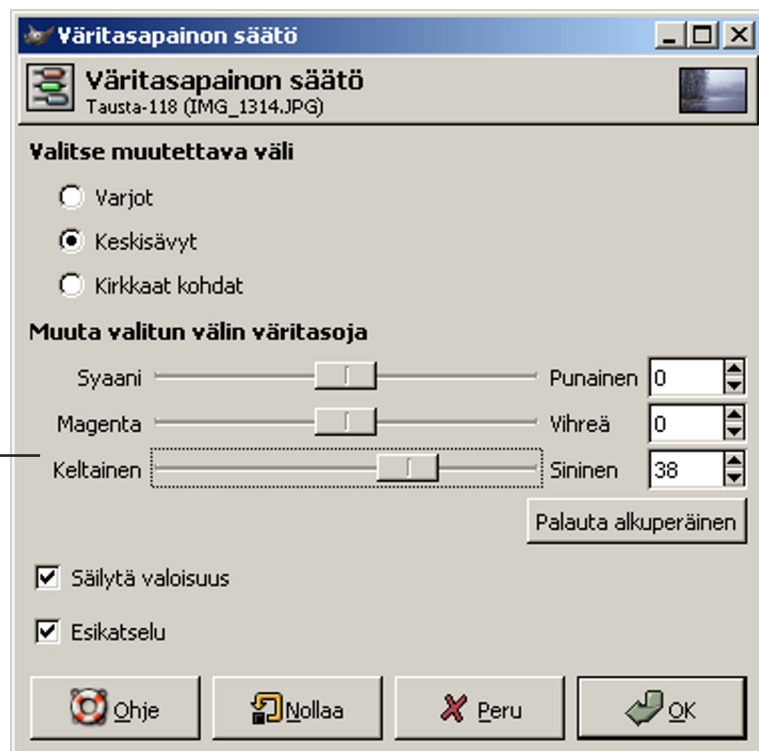 Väritasapainon säätö
Väritasapainon säätö
Tausta-118 (IMG_1314.JPG)
Valitse muutettava väli
Varjot
Keskisävyt
Kirkkaat kohdat
Muuta valitun välin väritasoja
Syaani Punainen 0
Magenta Vihreä 0
Keltainen Sininen 38
Palauta alkuperäinen
Säilytä valoisuus
Esikatselu
Ohje Nollaa Peru OK